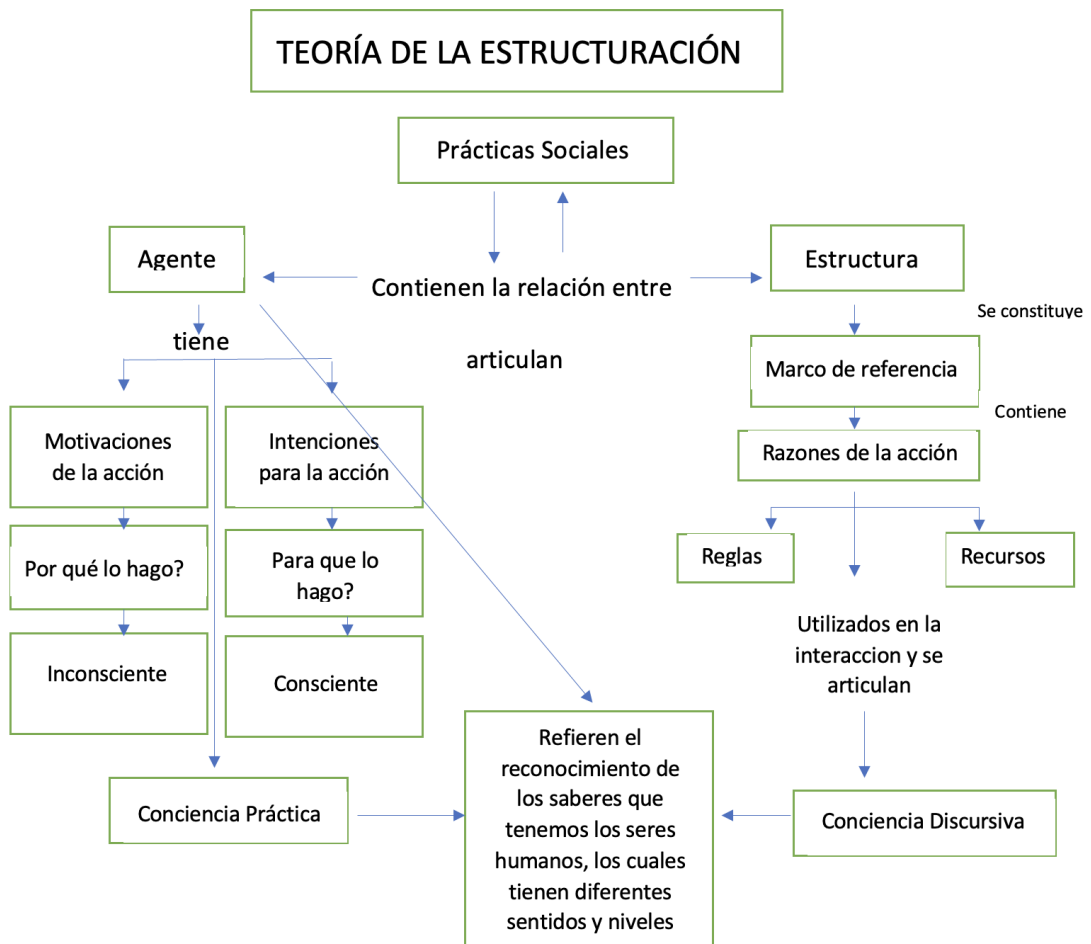 TEORÍA DE LA ESTRUCTURACIÓN
Prácticas Sociales
Agente
Contienen la relación entre
Estructura
Se constituye
tiene
articulan
Marco de referencia
Contiene
Motivaciones
de la acción
Intenciones
para la acción
Razones de la acción
Por qué lo hago?
Para que lo
hago?
Reglas
Recursos
Utilizados en la
interaccion y se
articulan
Inconsciente
Consciente
Refieren el
reconocimiento de
los saberes que
tenemos los seres
humanos, los cuales
tienen diferentes
sentidos y niveles
Conciencia Práctica
Conciencia Discursiva